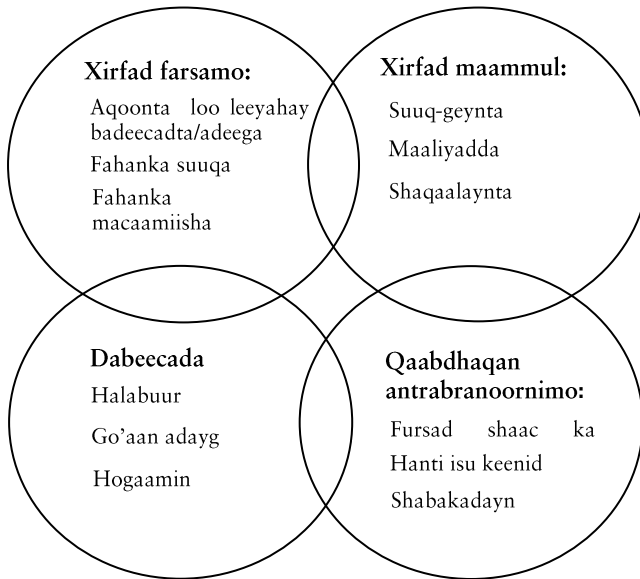 Xirfad farsamo:
Aqoonta loo leeyahay
badeecadta/adeega
Fahanka suuqa
Fahanka
macaamiisha
Xirfad maammul:
Suuq-geynta
Maaliyadda
Shaqaalaynta
Dabeecada
Halabuur
Go’aan adayg
Hogaamin
Qaabdhaqan
antrabranoornimo:
Fursad shaac ka
Hanti isu keenid
Shabakadayn